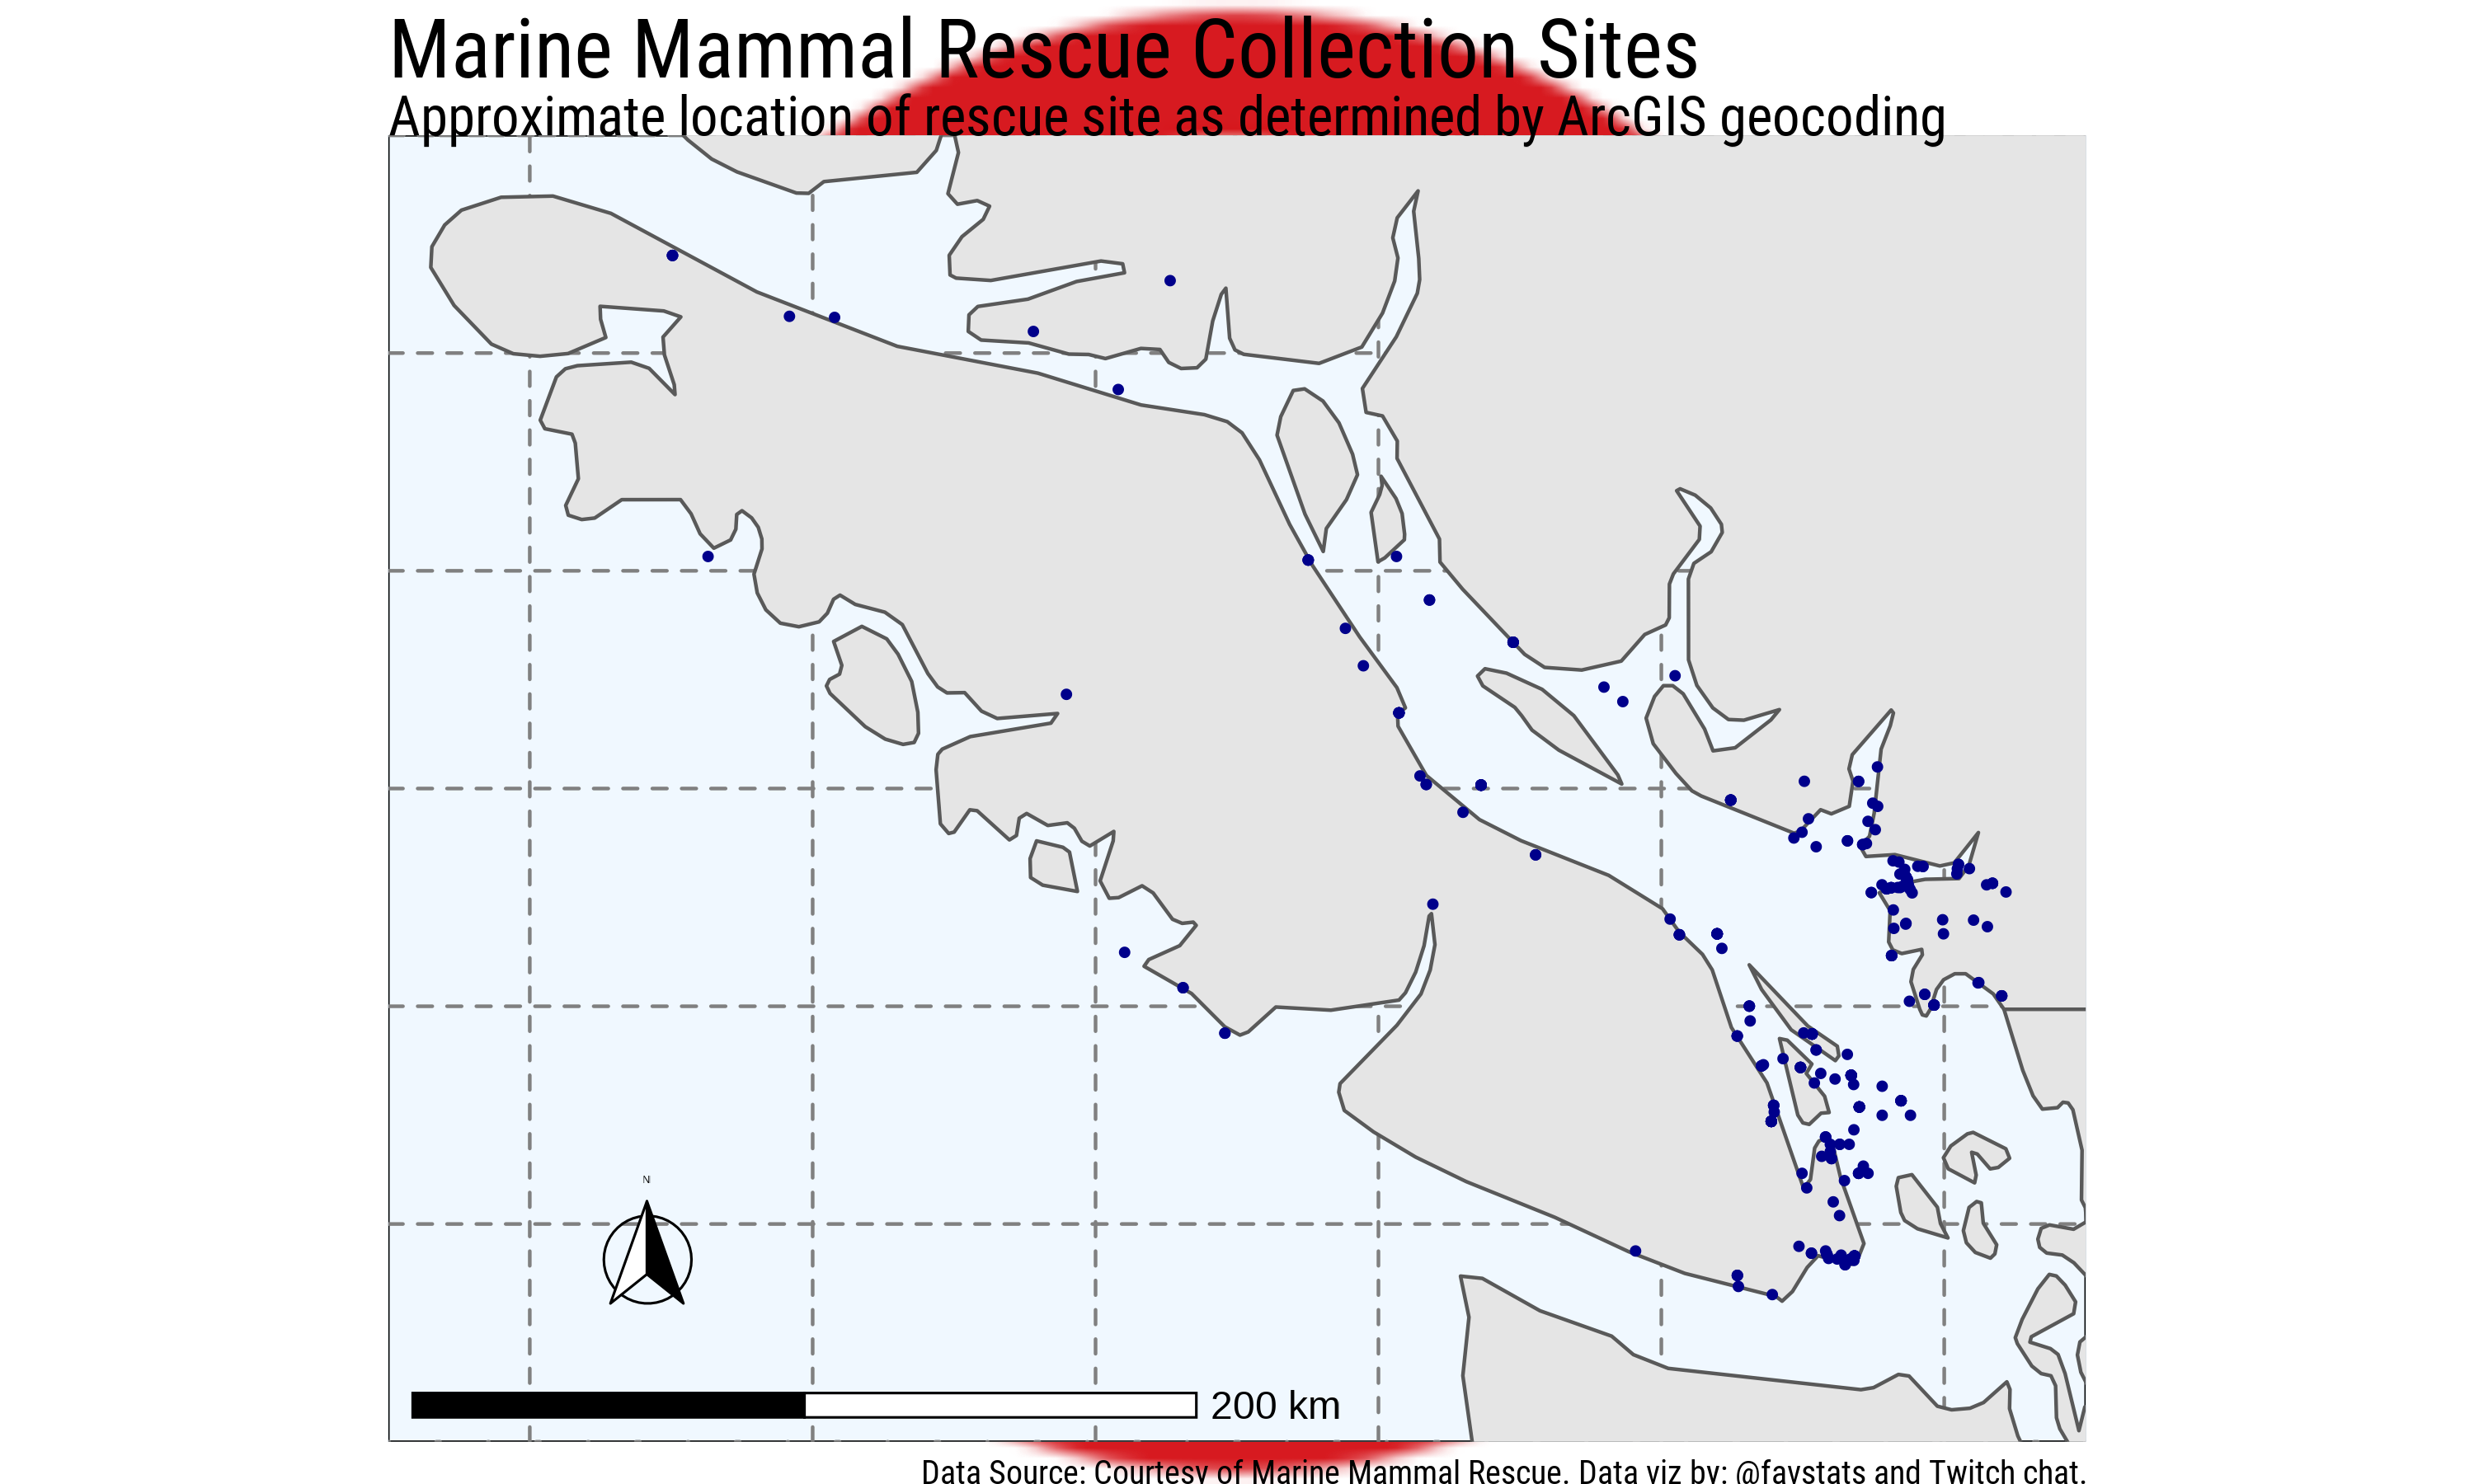 Marine Mammal Rescue Collection Sites
Approximate location of rescue site as determined by ArcGIS geocoding
N
200 km
Data Source: Courtesy of Marine Mammal Rescue. Data viz by: @favstats and Twitch chat.